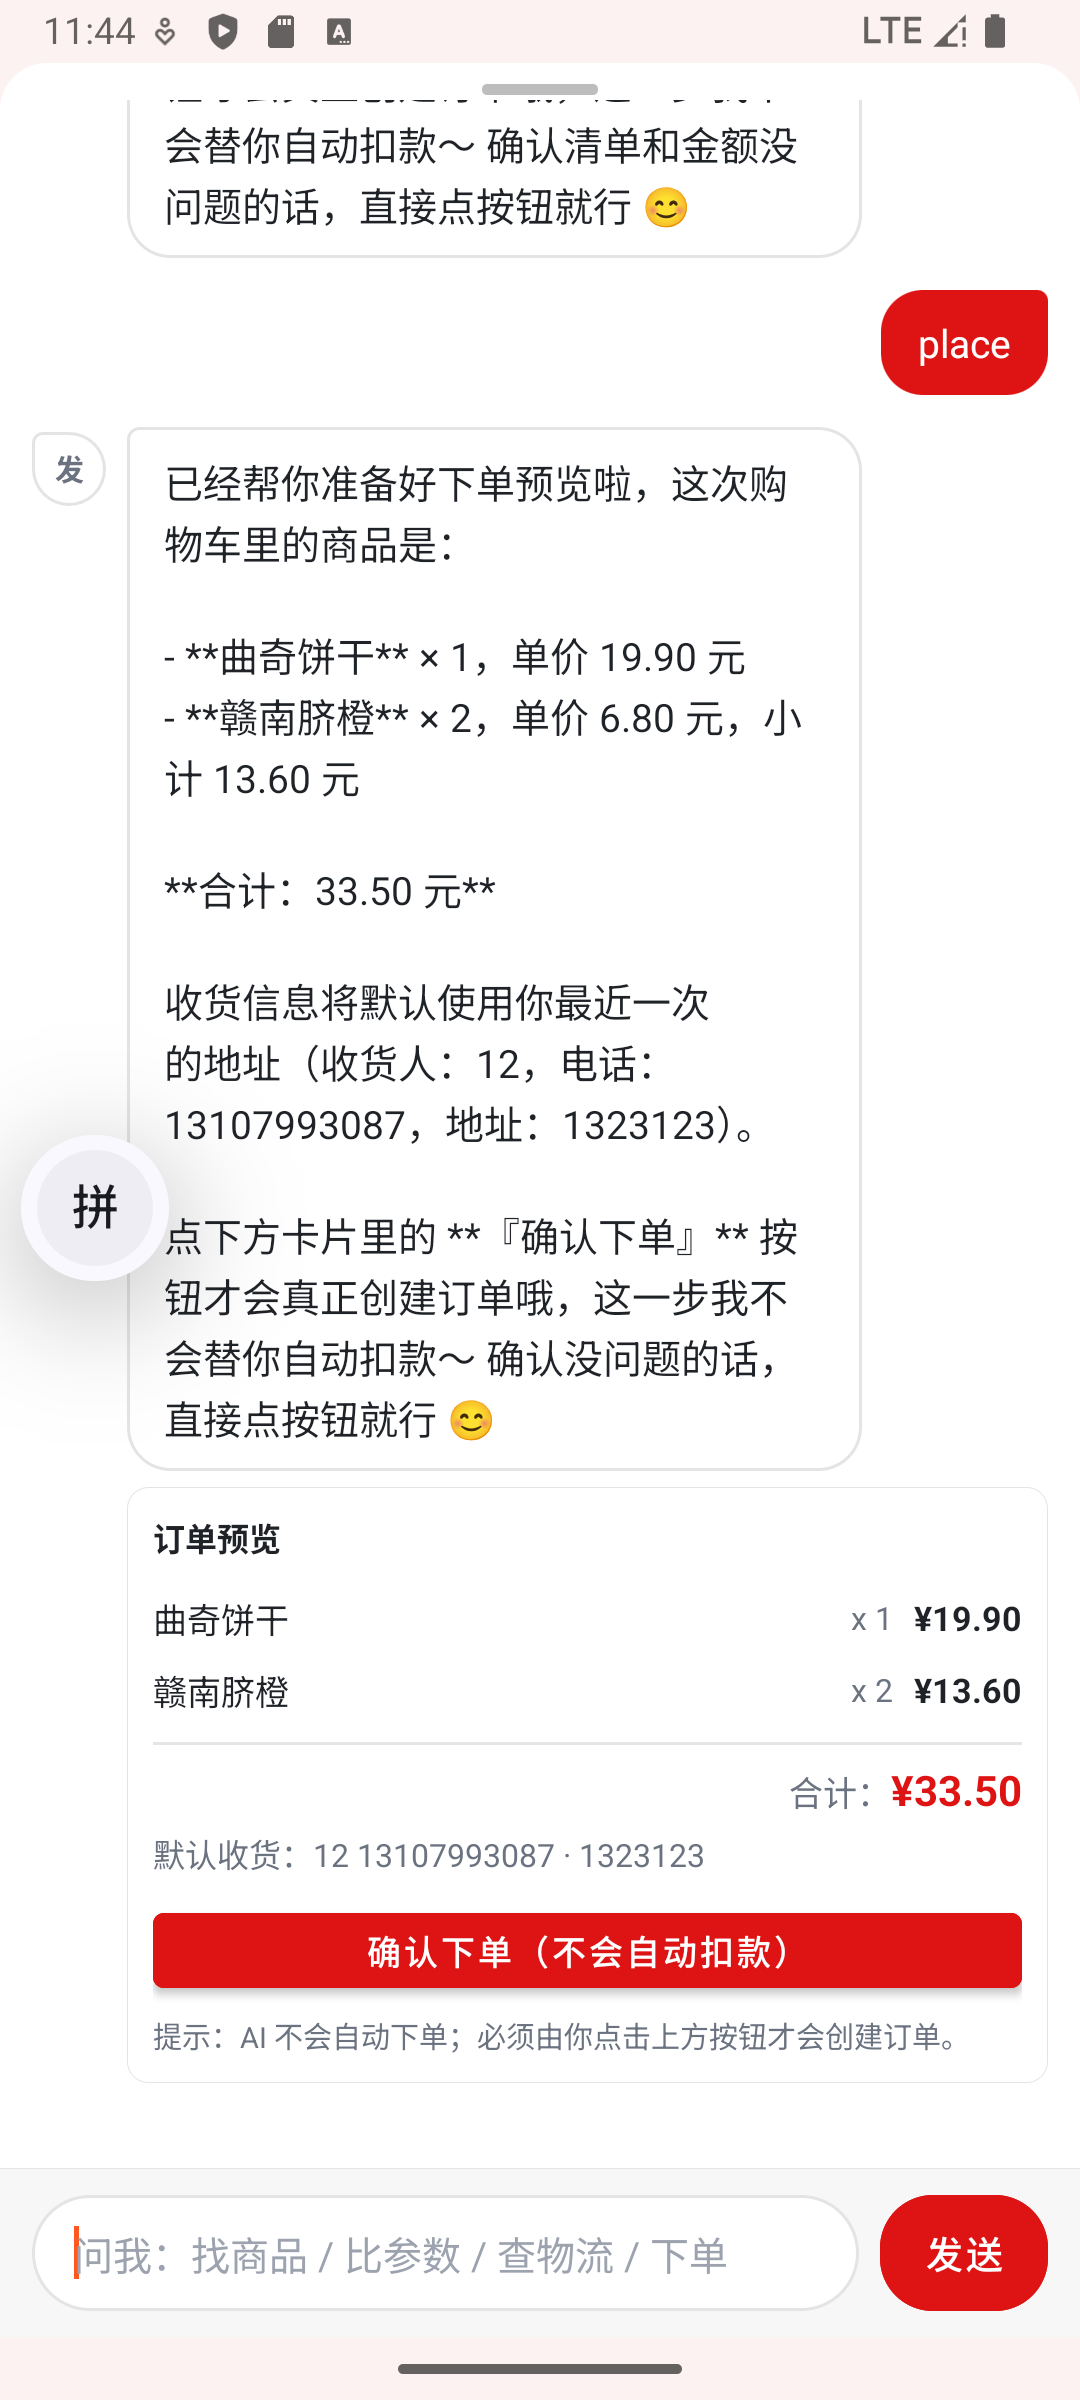 11:44
LTE
会替你自动扣款～ 确认清单和金额没
问题的话，直接点按钮就行 😊
place
发
已经帮你准备好下单预览啦，这次购
物车里的商品是：
- **曲奇饼干** × 1，单价 19.90 元
- **赣南脐橙** × 2，单价 6.80 元，小
计 13.60 元
**合计：33.50 元**
收货信息将默认使用你最近一次
的地址（收货人：12，电话：
13107993087，地址：1323123）。
拼
点下方卡片里的 **『确认下单』** 按
钮才会真正创建订单哦，这一步我不
会替你自动扣款～ 确认没问题的话，
直接点按钮就行 😊
订单预览
曲奇饼干 x 1 ¥19.90
赣南脐橙 x 2 ¥13.60
合计：¥33.50
默认收货：12 13107993087 · 1323123
确认下单（不会自动扣款）
提示：AI 不会自动下单；必须由你点击上方按钮才会创建订单。
问我：找商品 / 比参数 / 查物流 / 下单
发送